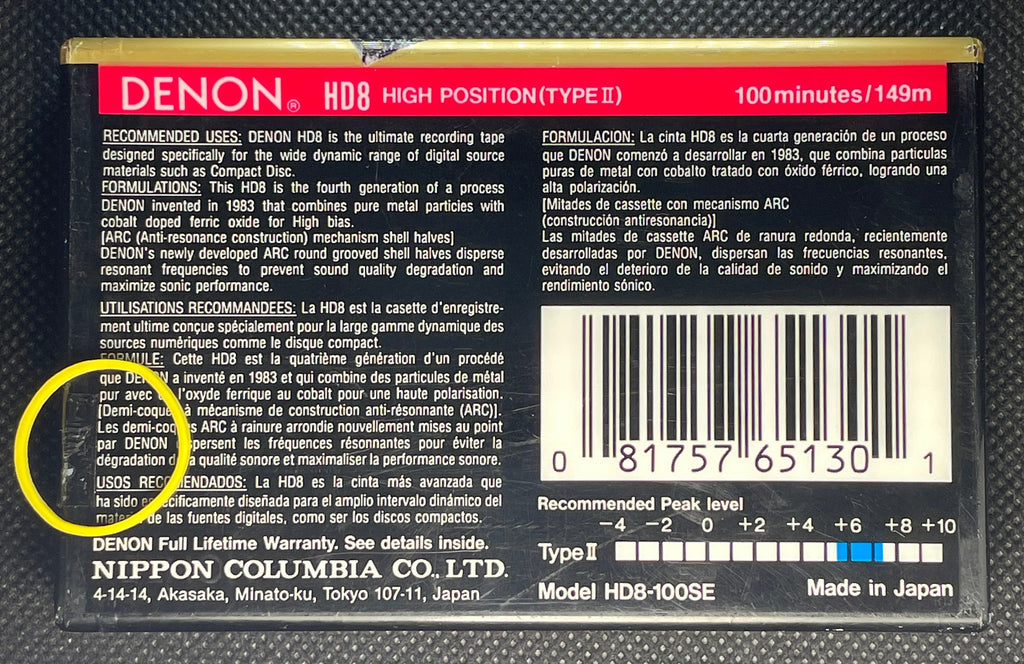 DENON® HD8 HIGH POSITION (TYPE II) 100minutes/149m
RECOMMENDED USES: DENON HD8 is the ultimate recording tape
designed specifically for the wide dynamic range of digital source
materials such as Compact Disc.
FORMULATIONS: This HD8 is the fourth generation of a process
DENON invented in 1983 that combines pure metal particies with
cobalt doped ferric oxide for High bias.
[ARC (Anti-resonance construction) mechanism shell halves]
DENON's newly developed ARC round grooved shell halves disperse
resonant frequencies to prevent sound quality degradation and
maximize sonic performance.
UTILISATIONS RECOMMANDEES: La HD8 est la casette d'enregistre-
ment ultime conçue spécialement pour la large gamme dynamique des
sources numériques comme le disque compact.
FORMULE: Cette HD8 est la quatrième génération d'un procédé
que DENON a inventé en 1983 et qui combine des particules de métal
pur avec l'oxyde ferrique au cobalt pour une haute polarisation.
[Demi-coques à mécanisme de construction anti-résonnante (ARC)].
Les demi-coques ARC à rainure arrondie nouvellement mises au point
par DENON dispersent les fréquences résonnantes pour éviter la
dégradation de la qualité sonore et maximaliser la performance sonore.
USOS RECOMENDADOS: La HD8 es la cinta más avanzada que
ha sido específicamente diseñada para el amplio intervalo dinámico del
material de las fuentes digitales, como ser los discos compactos.
DENON Full Lifetime Warranty. See details inside.
NIPPON COLUMBIA CO., LTD.
4-14-14, Akasaka, Minato-ku, Tokyo 107-11, Japan
FORMULACION: La cinta HD8 es la cuarta generación de un proceso
que DENON comenzó a desarrollar en 1983, que combina particulas
puras de metal con cobalto tratado con óxido férrico, logrando una
alta polarización.
[Mitades de cassette con mecanismo ARC
(construcción antiresonancia)]
Las mitades de cassette ARC de ranura redonda, recientemente
desarrolladas por DENON, dispersan las frecuencias resonantes,
evitando el deterioro de la calidad de sonido y maximizando el
rendimiento sónico.
0 81757 65130 1
Recommended Peak level
−4 −2 0 +2 +4 +6 +8 +10
Type II
Model HD8-100SE Made in Japan